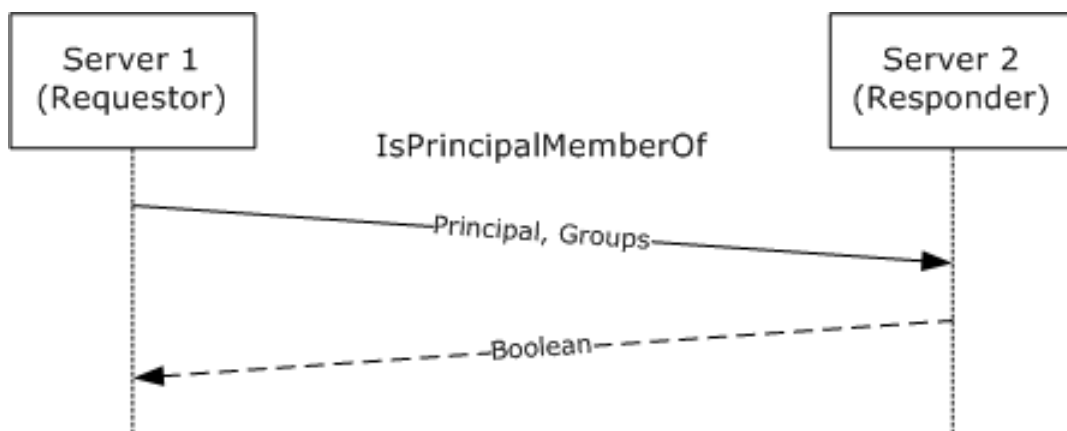 Server 1
(Requestor)
Server 2
(Responder)
IsPrincipalMemberOf
Principal, Groups
Boolean